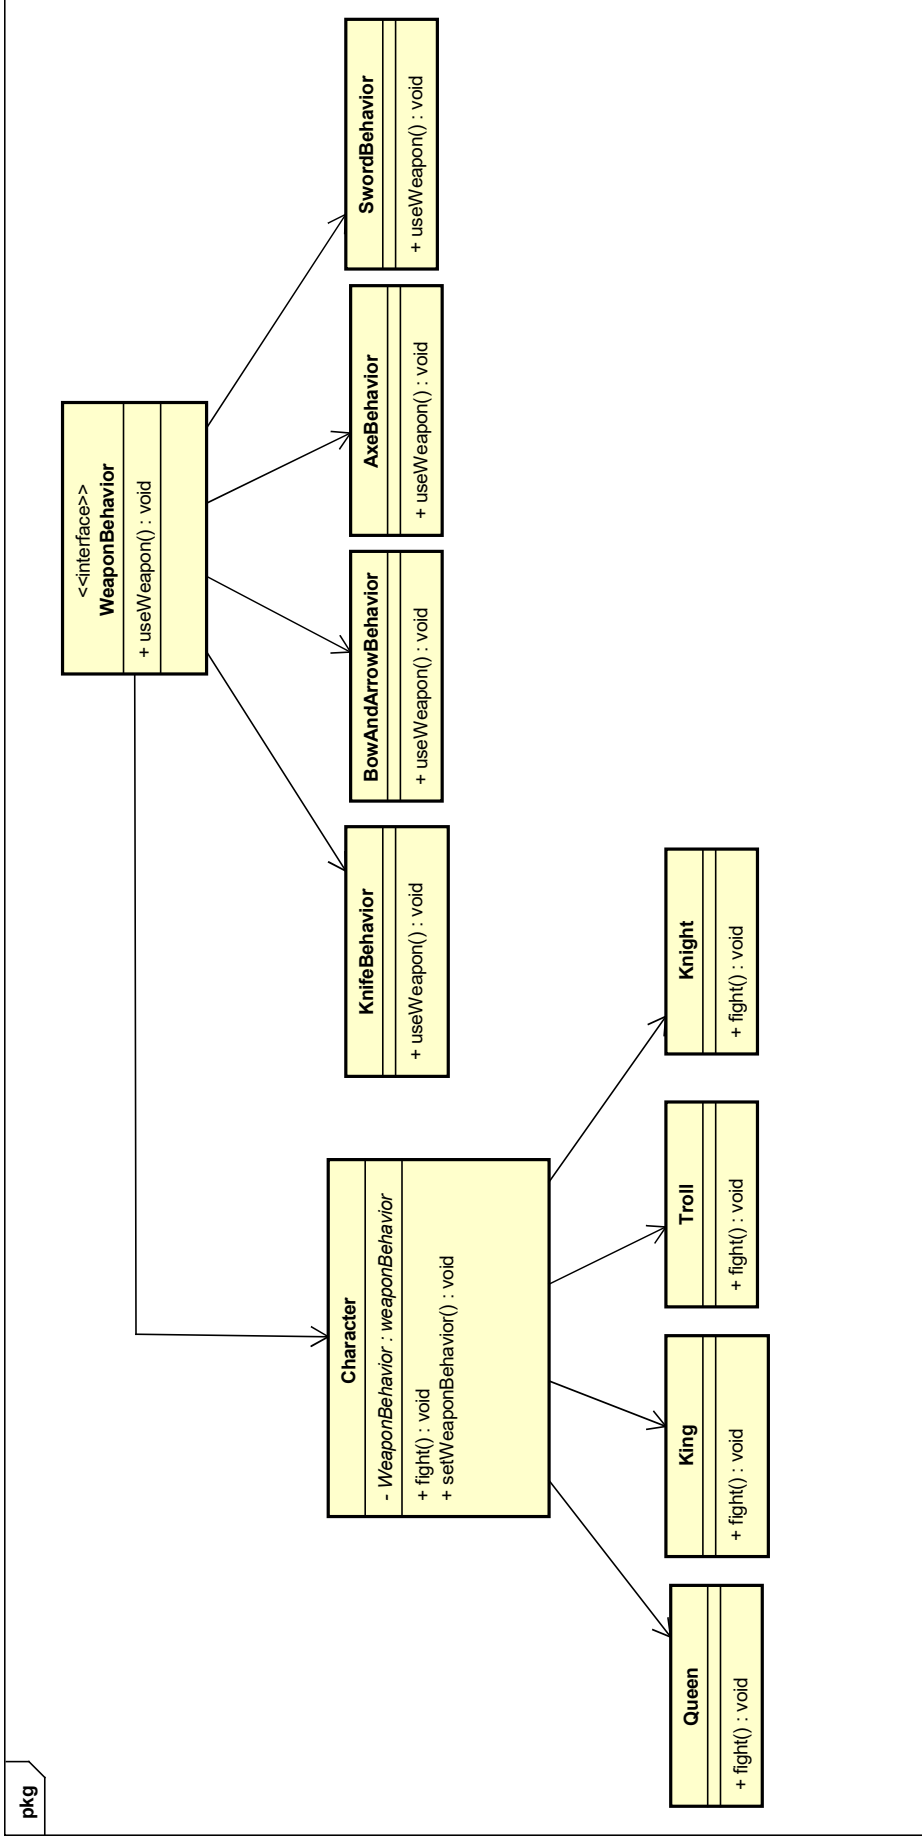 pkg
<<interface>>
WeaponBehavior
+ useWeapon() : void
KnifeBehavior
+ useWeapon() : void
BowAndArrowBehavior
+ useWeapon() : void
AxeBehavior
+ useWeapon() : void
SwordBehavior
+ useWeapon() : void
Character
- WeaponBehavior : weaponBehavior
+ fight() : void
+ setWeaponBehavior() : void
Queen
+ fight() : void
King
+ fight() : void
Troll
+ fight() : void
Knight
+ fight() : void